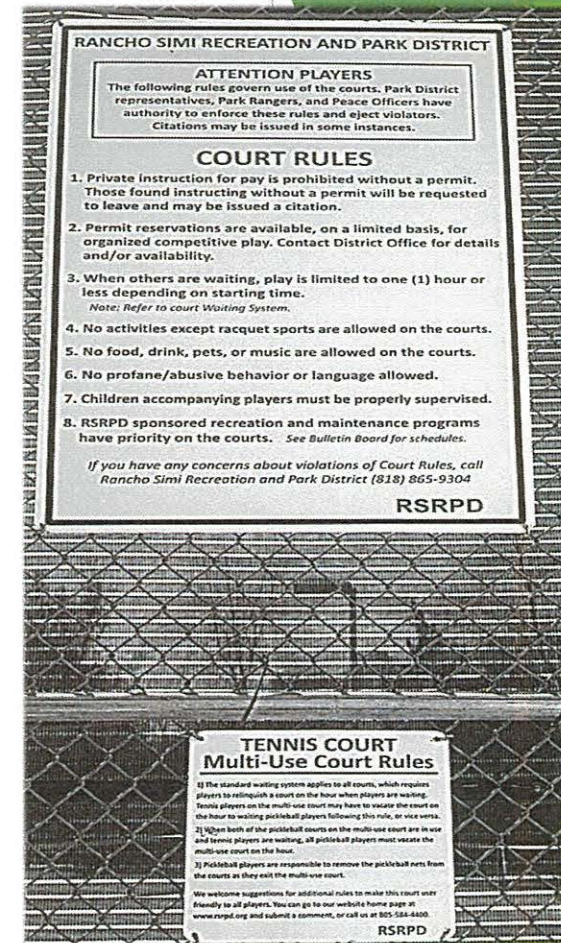 RANCHO SIMI RECREATION AND PARK DISTRICT
ATTENTION PLAYERS
The following rules govern use of the courts. Park District
representatives, Park Rangers, and Peace Officers have
authority to enforce these rules and eject violators.
Citations may be issued in some instances.
COURT RULES
1. Private instruction for pay is prohibited without a permit.
Those found instructing without a permit will be requested
to leave and may be issued a citation.
2. Permit reservations are available, on a limited basis, for
organized competitive play. Contact District Office for details
and/or availability.
3. When others are waiting, play is limited to one (1) hour or
less depending on starting time.
Note: Refer to court Waiting System.
4. No activities except racquet sports are allowed on the courts.
5. No food, drink, pets, or music are allowed on the courts.
6. No profane/abusive behavior or language allowed.
7. Children accompanying players must be properly supervised.
8. RSRPD sponsored recreation and maintenance programs
have priority on the courts. See Bulletin Board for schedules.
If you have any concerns about violations of Court Rules, call
Rancho Simi Recreation and Park District (818) 865-9304
RSRPD
TENNIS COURT
Multi-Use Court Rules
1) The standard waiting system applies to all courts, which requires
players to relinquish a court on the hour when players are waiting.
Tennis players on the multi-use court may have to vacate the court on
the hour to waiting pickleball players following this rule, or vice versa.
2) When both of the pickleball courts on the multi-use court are in use
and tennis players are waiting, all pickleball players must vacate the
multi-use court on the hour.
3) Pickleball players are responsible to remove the pickleball nets from
the courts as they exit the multi-use court.
We welcome suggestions for additional rules to make this court user
friendly to all players. You can go to our website home page at
www.rsrpd.org and submit a comment, or call us at 805-584-4400.
RSRPD